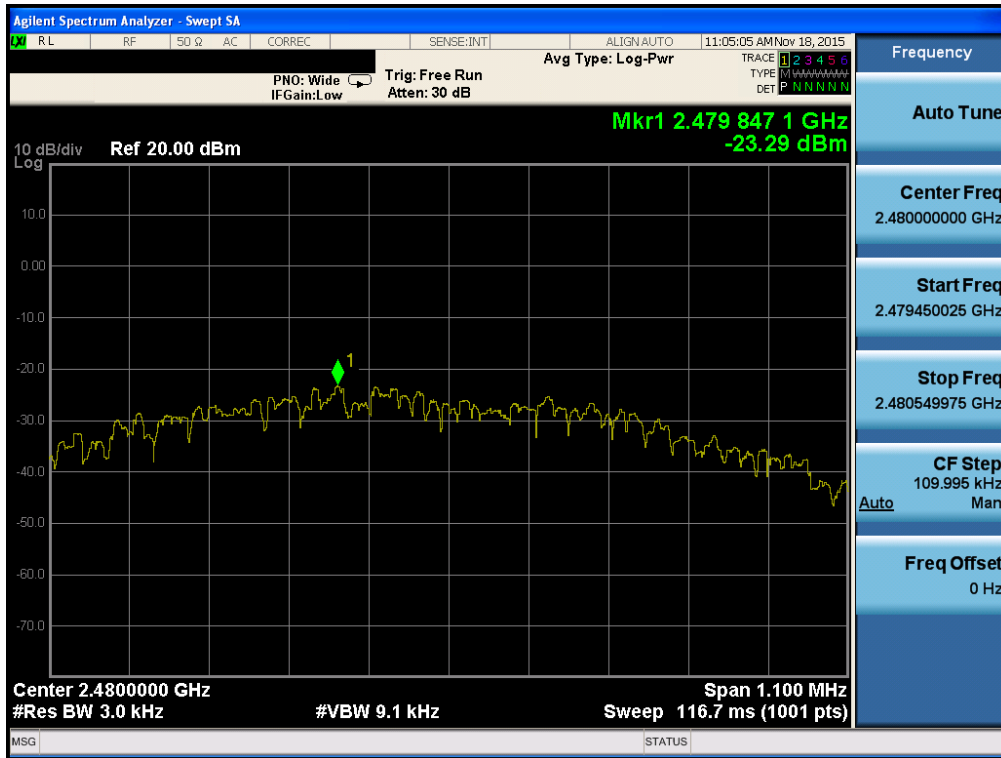 Agilent Spectrum Analyzer - Swept SA
LXI RL RF 50 Ω AC CORREC SENSE:INT ALIGN AUTO 11:05:05 AM Nov 18, 2015
PNO: Wide
IFGain:Low
Trig: Free Run
Atten: 30 dB
Avg Type: Log-Pwr
TRACE 1 2 3 4 5 6
TYPE M
DET P N N N N N
Mkr1 2.479 847 1 GHz
-23.29 dBm
10 dB/div Ref 20.00 dBm
Log
10.0
0.00
-10.0
-20.0
-30.0
-40.0
-50.0
-60.0
-70.0
1
Center 2.4800000 GHz Span 1.100 MHz
#Res BW 3.0 kHz #VBW 9.1 kHz Sweep 116.7 ms (1001 pts)
MSG STATUS
Frequency
Auto Tune
Center Freq
2.480000000 GHz
Start Freq
2.479450025 GHz
Stop Freq
2.480549975 GHz
CF Step
109.995 kHz
Auto Man
Freq Offset
0 Hz